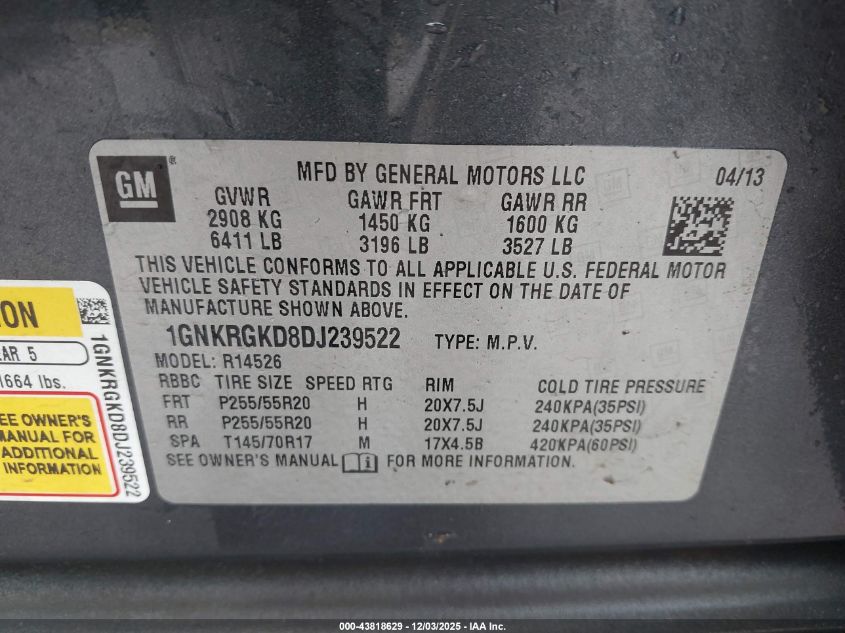 GM ®
MFD BY GENERAL MOTORS LLC 04/13
GVWR GAWR FRT GAWR RR
2908 KG 1450 KG 1600 KG
6411 LB 3196 LB 3527 LB
THIS VEHICLE CONFORMS TO ALL APPLICABLE U.S. FEDERAL MOTOR
VEHICLE SAFETY STANDARDS IN EFFECT ON THE DATE OF
MANUFACTURE SHOWN ABOVE.
1GNKRGKD8DJ239522 TYPE: M.P.V.
MODEL: R14526
RBBC TIRE SIZE SPEED RTG RIM COLD TIRE PRESSURE
FRT P255/55R20 H 20X7.5J 240KPA(35PSI)
RR P255/55R20 H 20X7.5J 240KPA(35PSI)
SPA T145/70R17 M 17X4.5B 420KPA(60PSI)
SEE OWNER'S MANUAL i FOR MORE INFORMATION.
ION
AR 5
1664 lbs.
EE OWNER'S
MANUAL FOR
ADDITIONAL
INFORMATION
1GNKRGKD8DJ239522
000-43818629 - 12/03/2025 - IAA Inc.